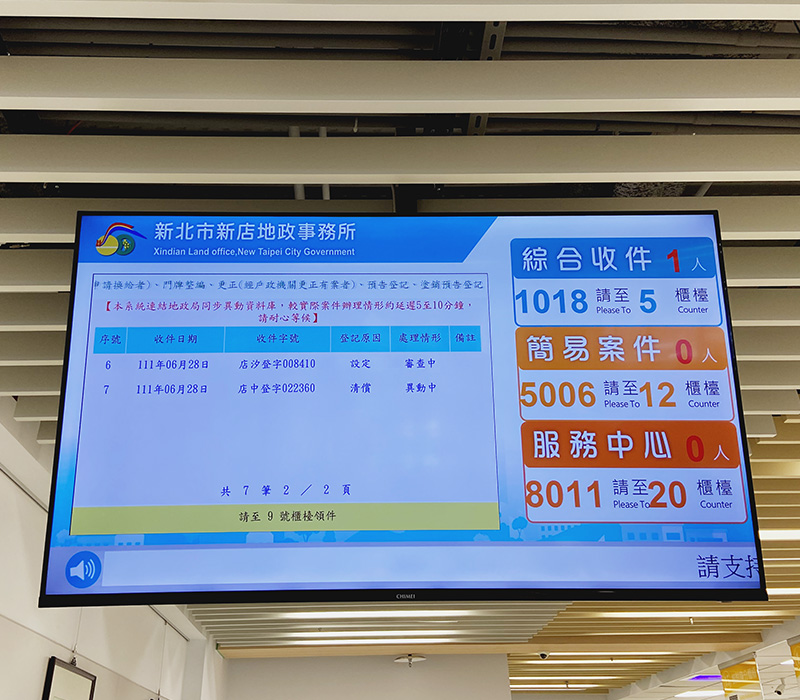 新北市新店地政事務所
Xindian Land office,New Taipei City Government
請換給者)、門牌整編、更正(經戶政機關更正有案者)、預告登記、塗銷預告登記
【本系統連結地政局同步異動資料庫,較實際案件辦理情形約延遲5至10分鐘,
請耐心等候】
序號 收件日期 收件字號 登記原因 處理情形 備註
6 111年06月28日 店汐登字008410 設定 審查中
7 111年06月28日 店中登字022360 清償 異動中
共 7 筆 2 / 2 頁
請至 9 號櫃檯領件
綜合收件 1 人
1018 請至 5 櫃檯
Please To Counter
簡易案件 0 人
5006 請至 12 櫃檯
Please To Counter
服務中心 0 人
8011 請至 20 櫃檯
Please To Counter
請支持
CHIMEI